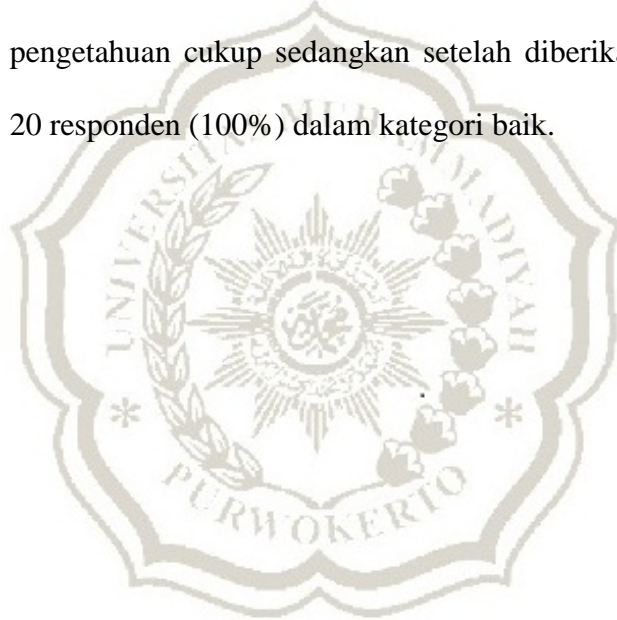 pengetahuan cukup sedangkan setelah diberik
20 responden (100%) dalam kategori baik.
UNIVERSITAS MUHAMMADIYAH
PURWOKERTO